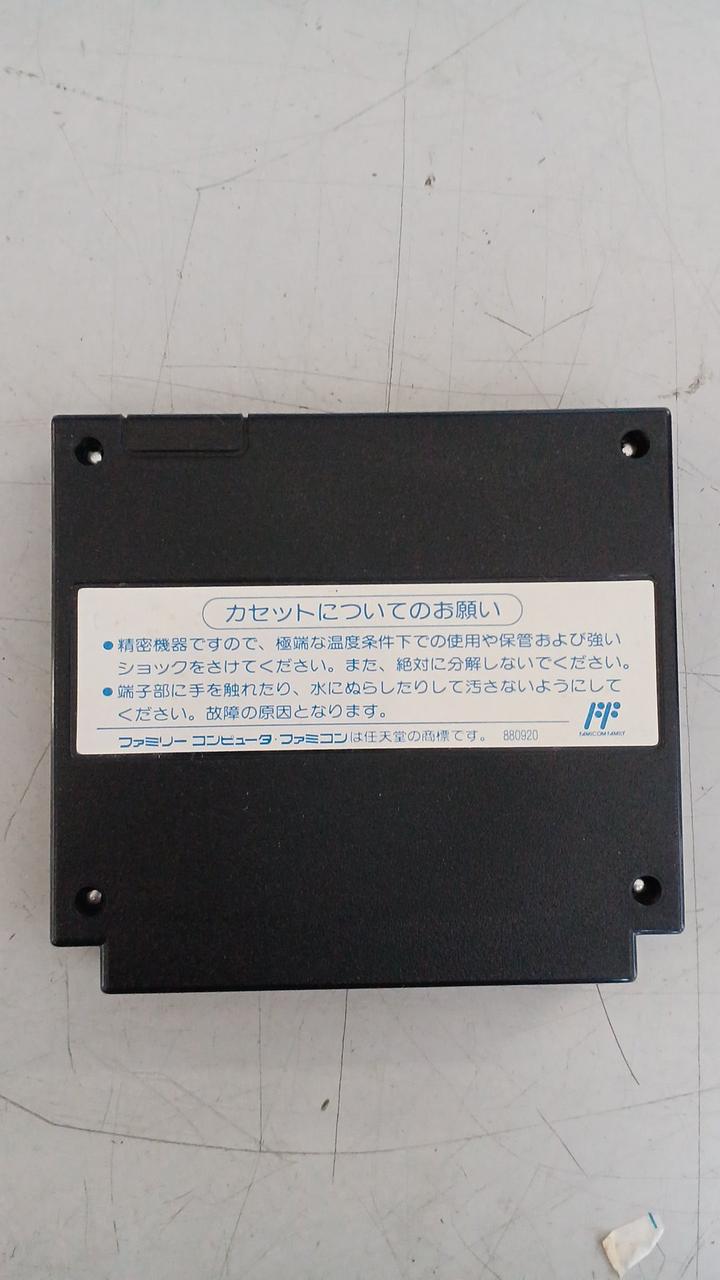 カセットについてのお願い
●精密機器ですので、極端な温度条件下での使用や保管および強い
ショックをさけてください。また、絶対に分解しないでください。
●端子部に手を触れたり、水にぬらしたりして汚さないようにして
ください。故障の原因となります。
FAMICOM FAMILY
ファミリー コンピュータ・ファミコンは任天堂の商標です。 880920